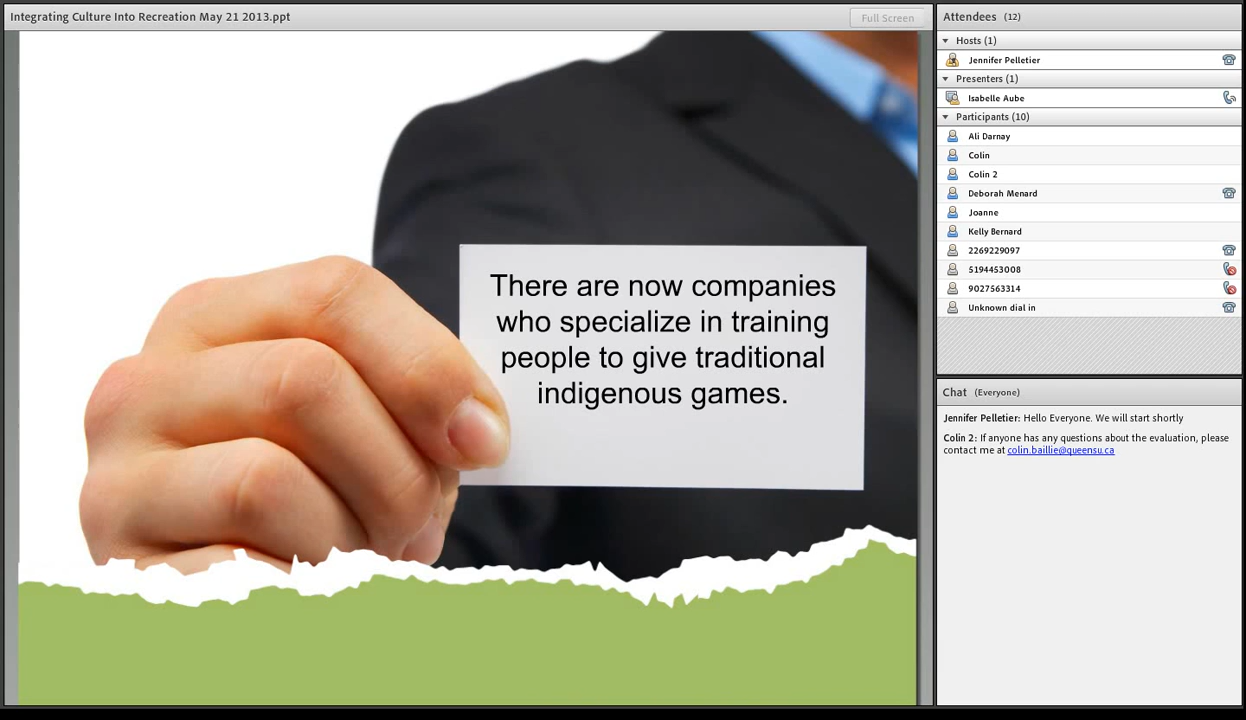 Integrating Culture Into Recreation May 21 2013.ppt
Full Screen
There are now companies
who specialize in training
people to give traditional
indigenous games.
Attendees (12)
Hosts (1)
Jennifer Pelletier
Presenters (1)
Isabelle Aube
Participants (10)
Ali Darnay
Colin
Colin 2
Deborah Menard
Joanne
Kelly Bernard
2269229097
5194453008
9027563314
Unknown dial in
Chat (Everyone)
Jennifer Pelletier: Hello Everyone. We will start shortly
Colin 2: If anyone has any questions about the evaluation, please
contact me at colin.baillie@queensu.ca